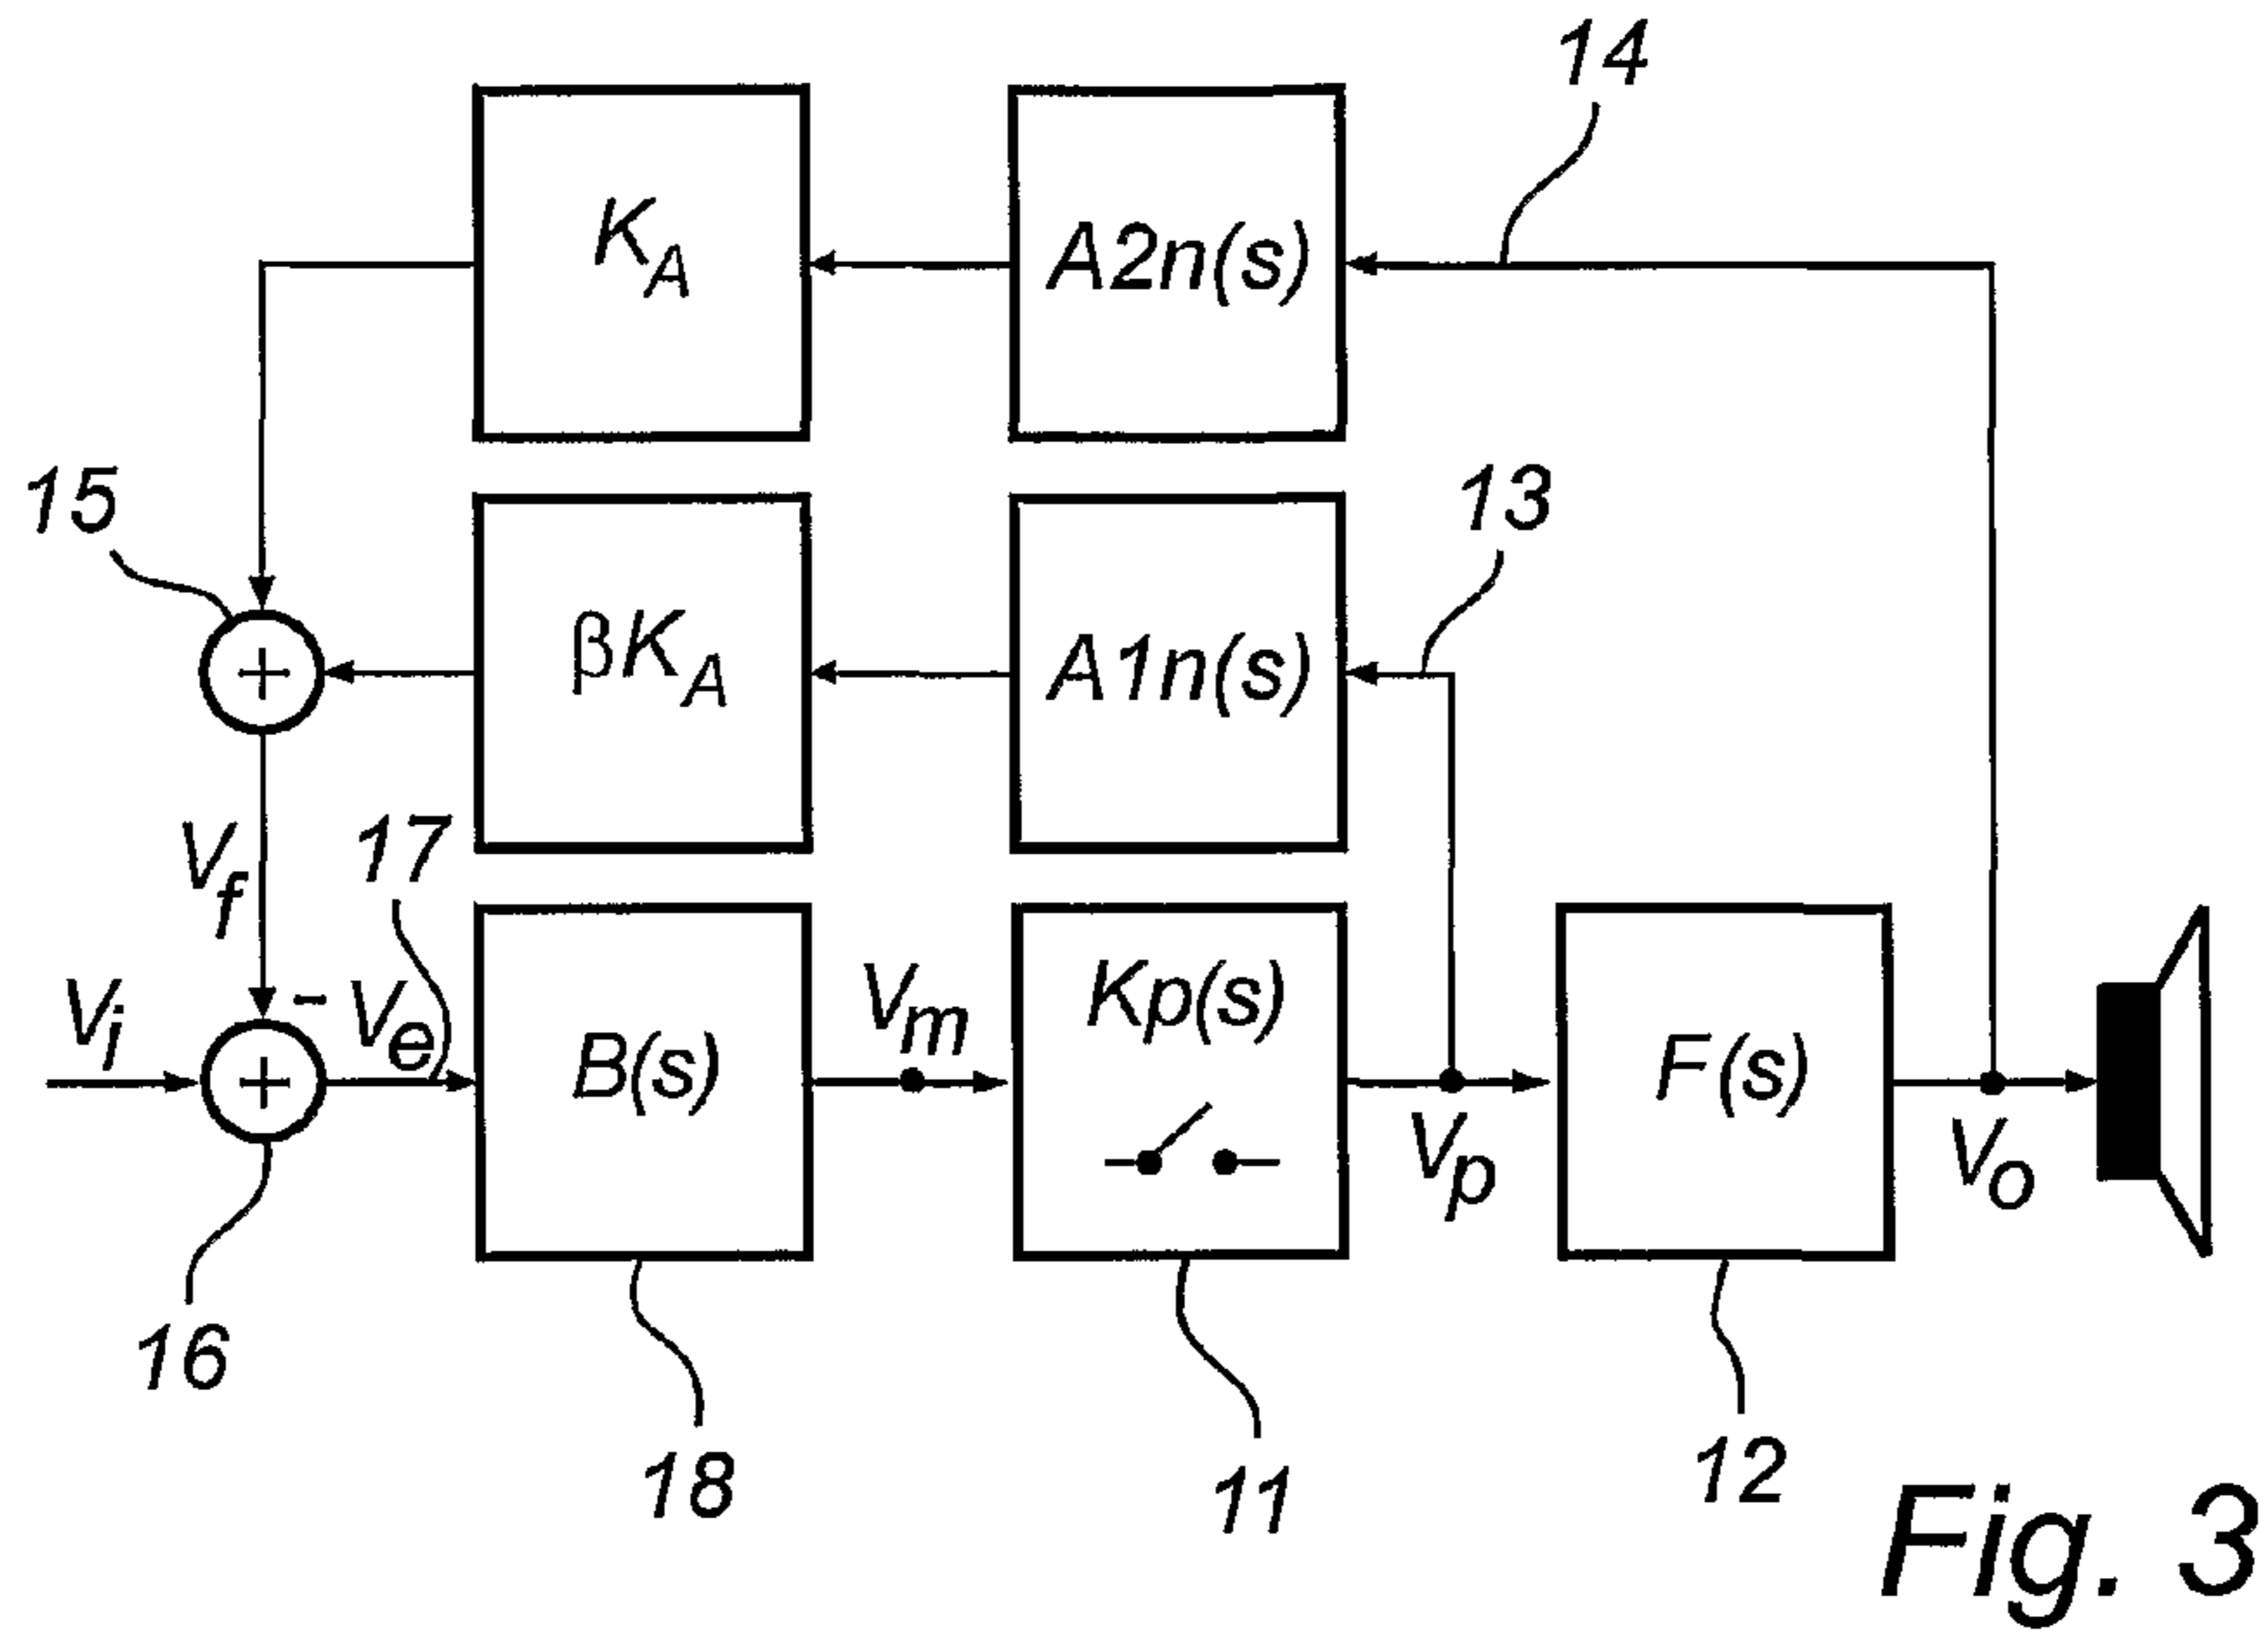 14
K_A
A2n(s)
15
13
βK_A
A1n(s)
V_f
17
V_i
-
V_e
B(s)
V_m
Kp(s)
V_p
F(s)
V_o
16
18
11
12
Fig. 3